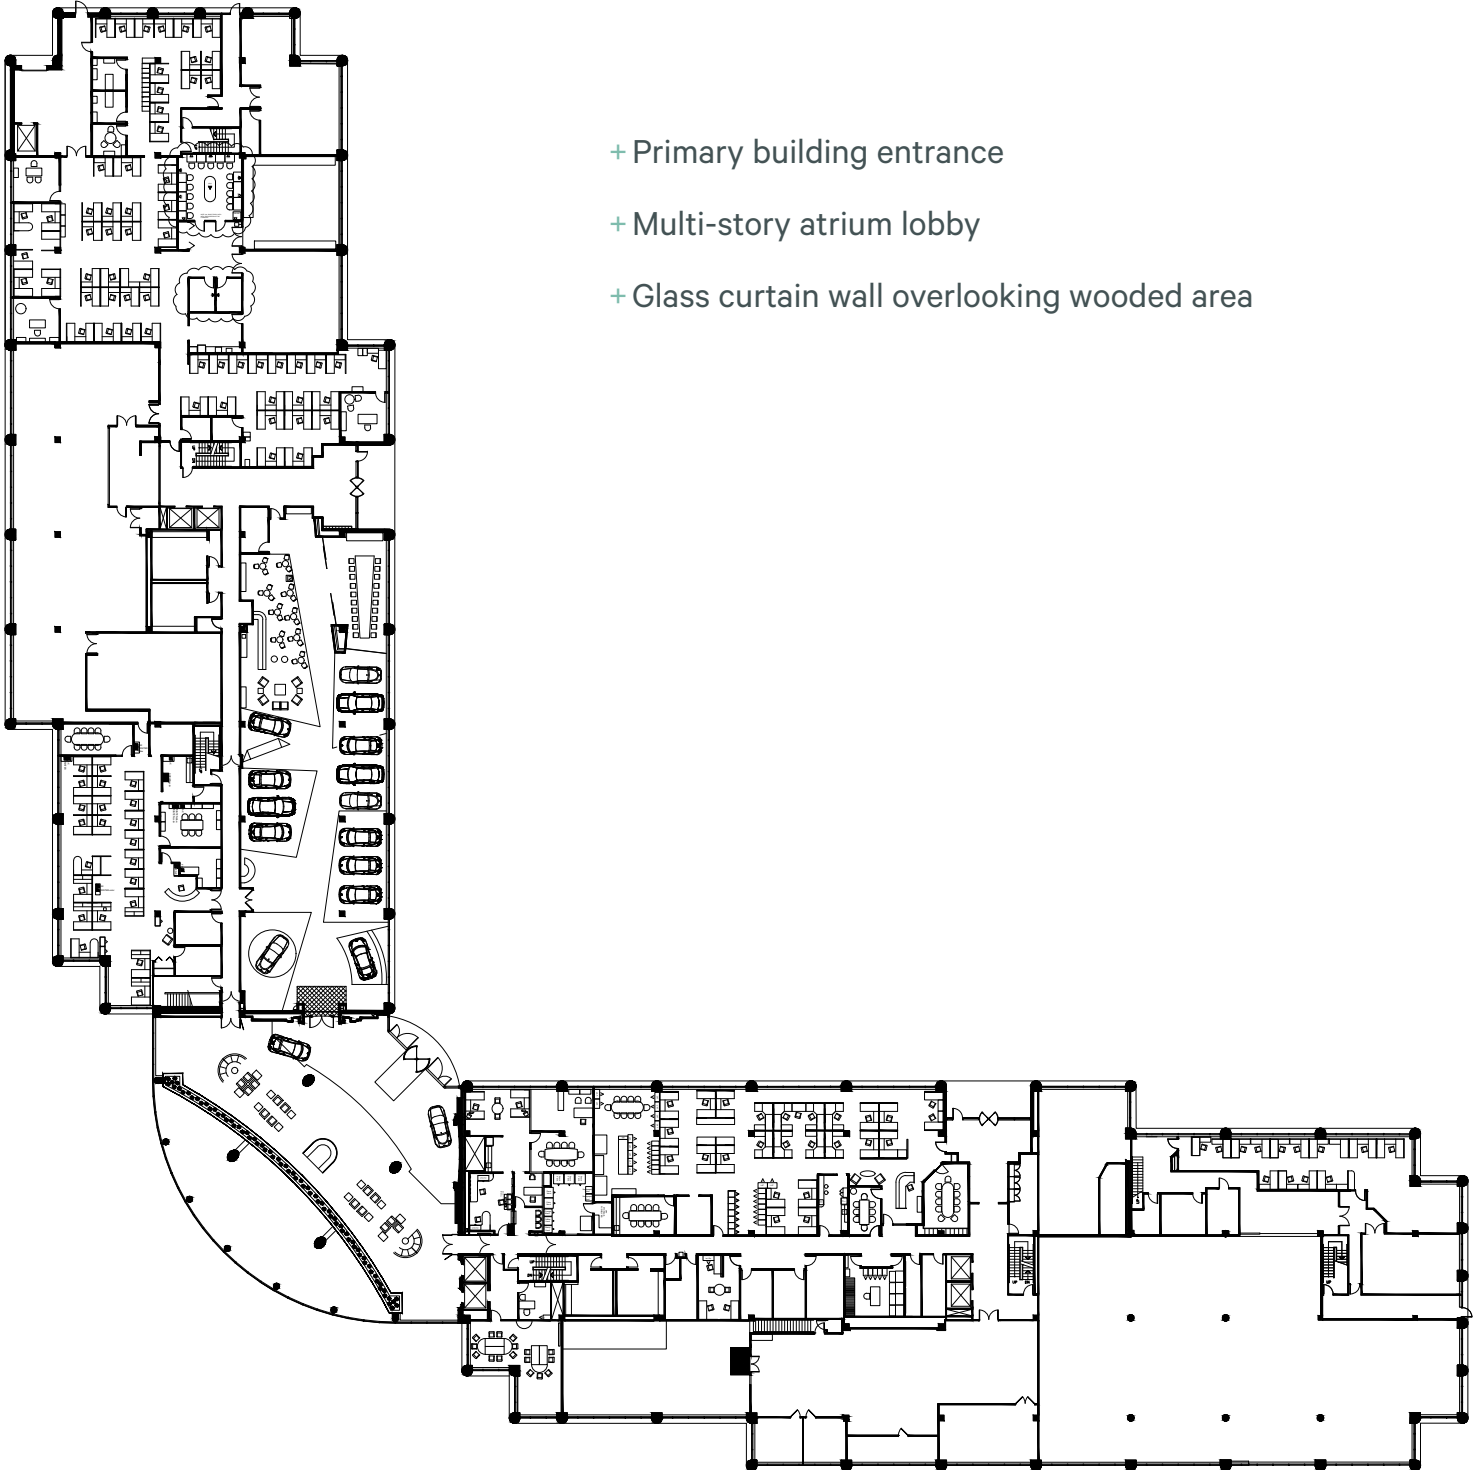 + Primary building entrance
+ Multi-story atrium lobby
+ Glass curtain wall overlooking wooded area